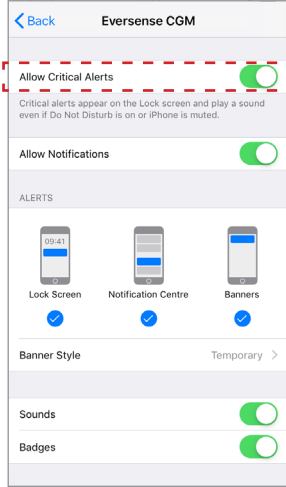 Back
Eversense CGM
Allow Critical Alerts
Critical alerts appear on the Lock screen and play a sound
even if Do Not Disturb is on or iPhone is muted.
Allow Notifications
ALERTS
09:41
Lock Screen
Notification Centre
Banners
Banner Style
Temporary
Sounds
Badges